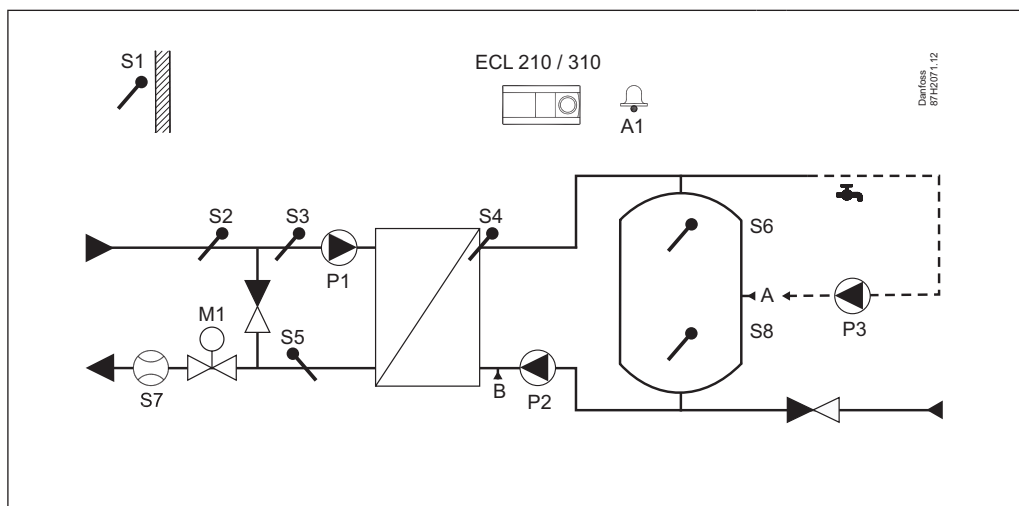 S1
ECL 210 / 310
A1
Danfoss
87H2071.12
S2
S3
S4
S6
P1
A
M1
S5
S8
P3
S7
B
P2